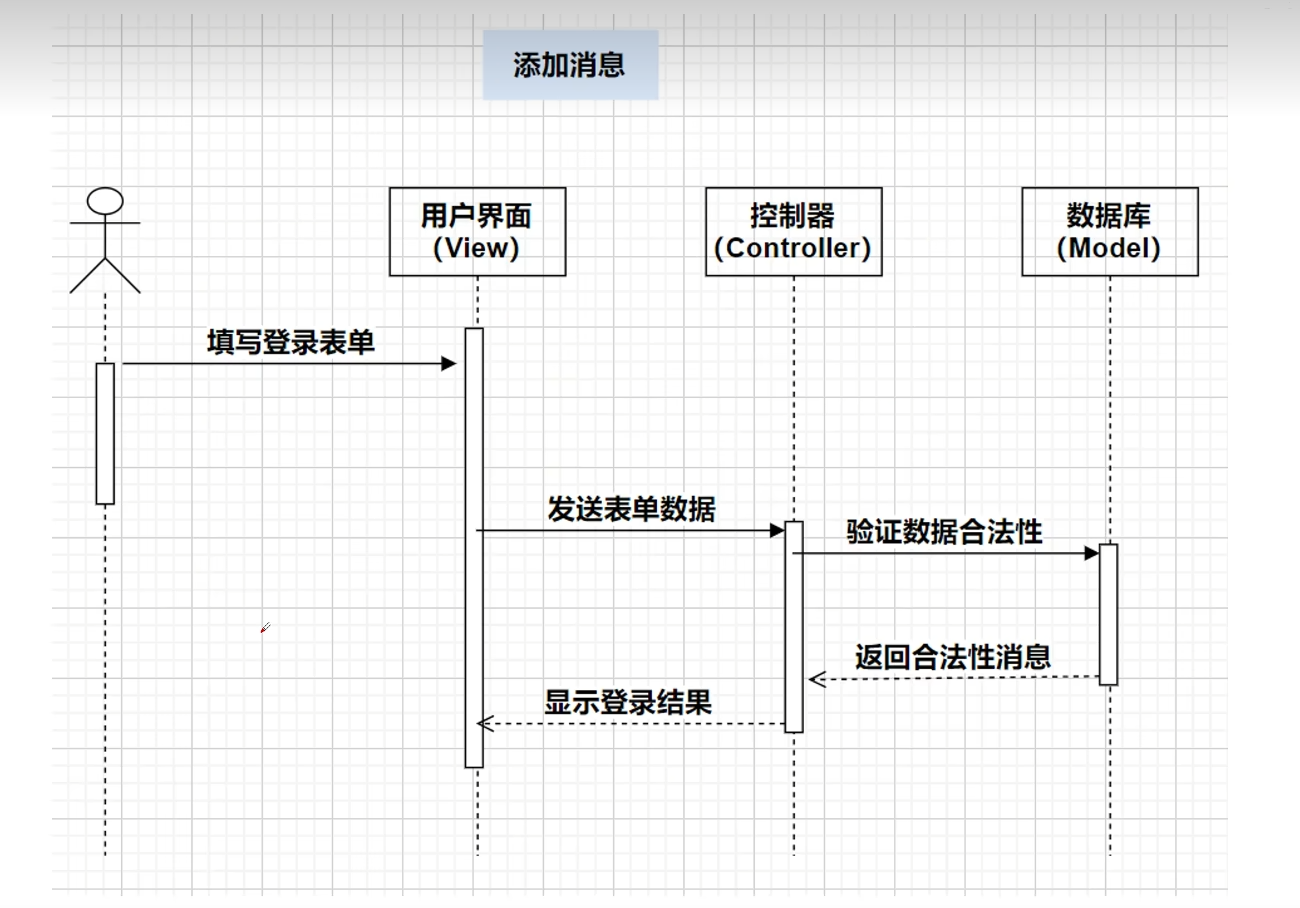 添加消息
用户界面
（View）
控制器
（Controller）
数据库
（Model）
填写登录表单
发送表单数据
验证数据合法性
返回合法性消息
显示登录结果